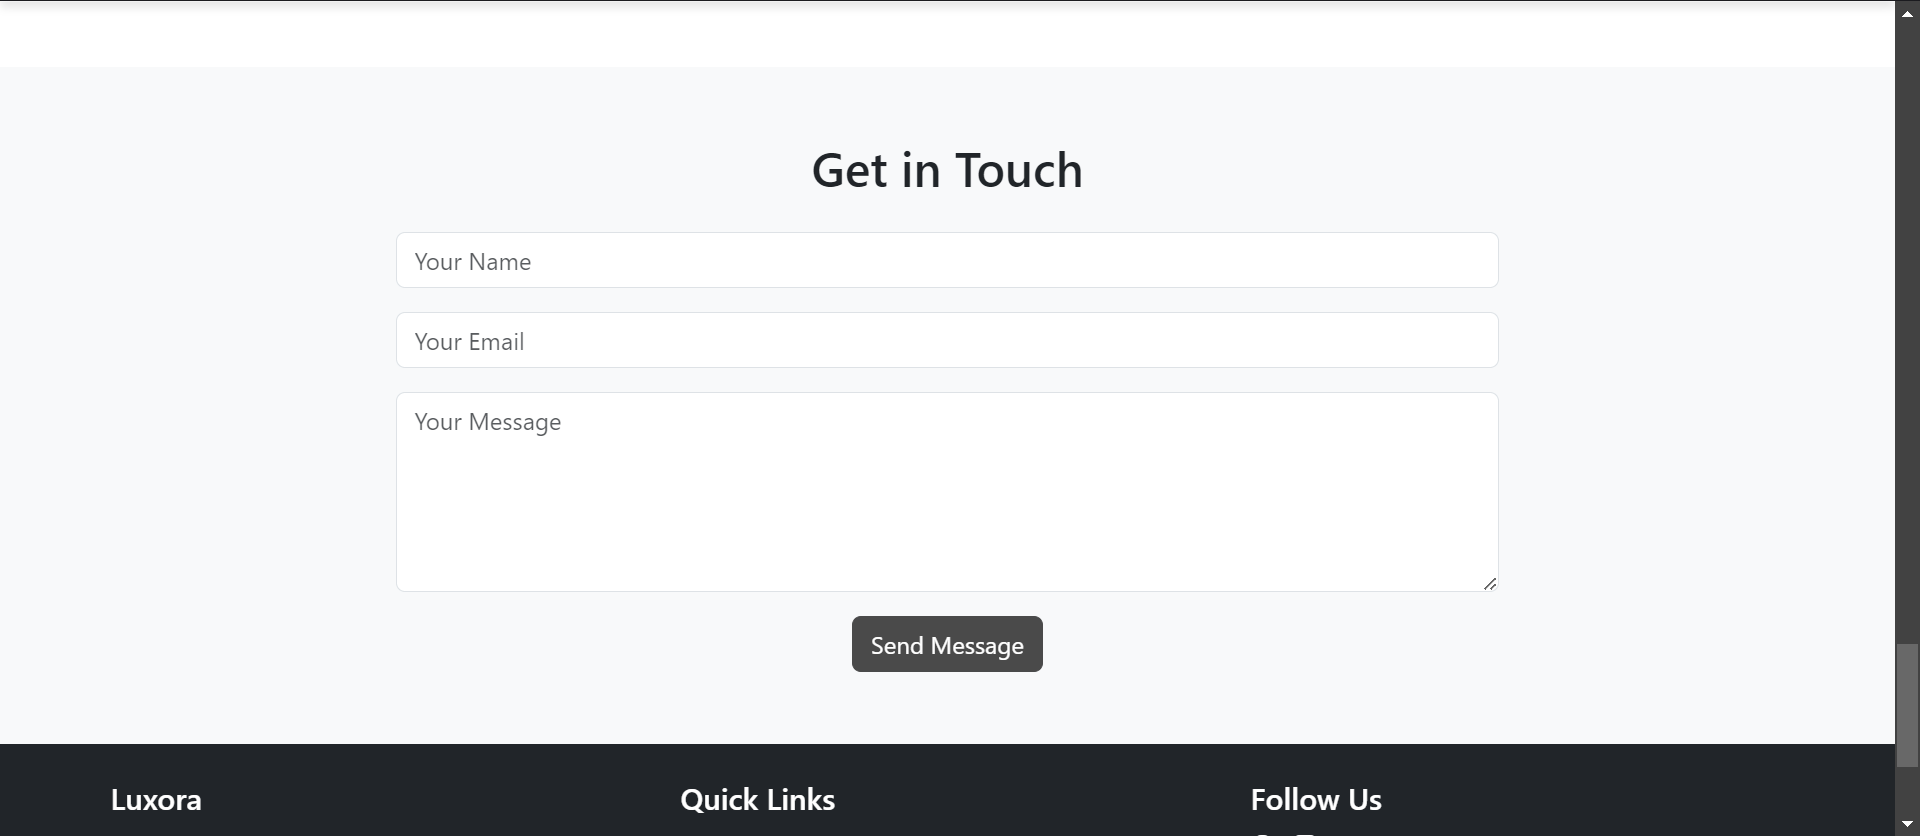 Get in Touch
Your Name
Your Email
Your Message
Send Message
Luxora
Quick Links
Follow Us